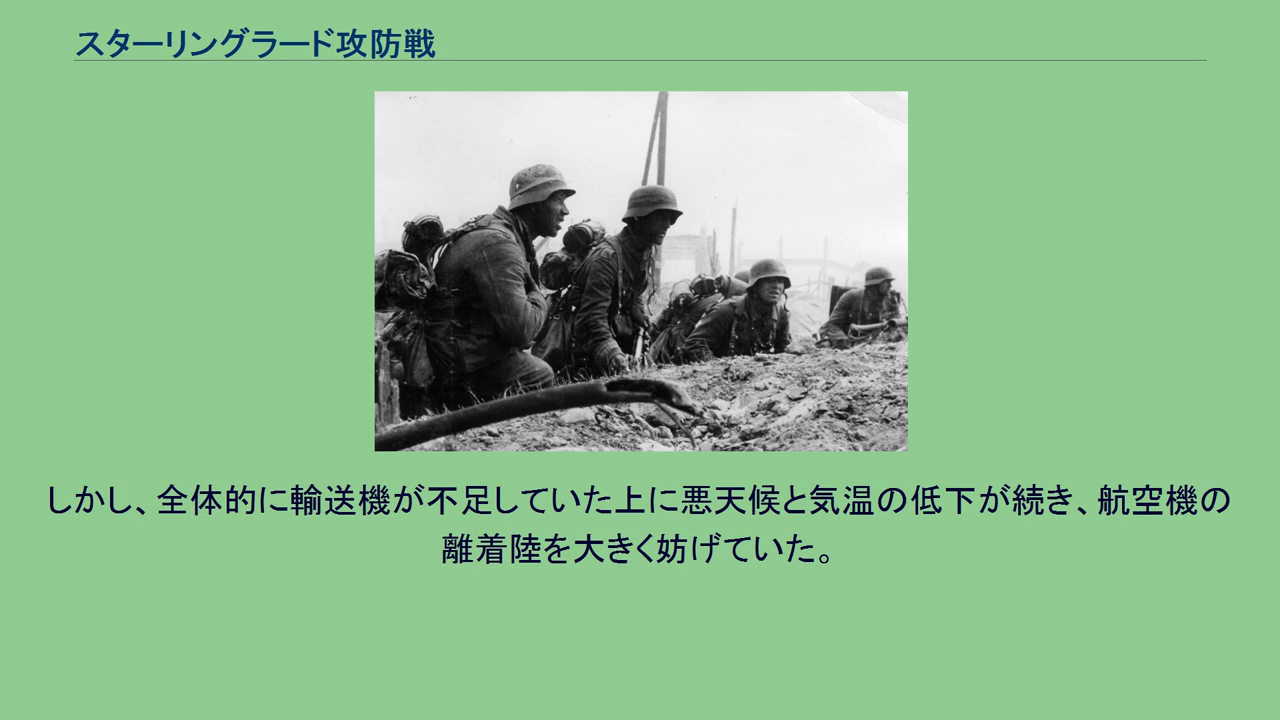 スターリングラード攻防戦
しかし、全体的に輸送機が不足していた上に悪天候と気温の低下が続き、航空機の
離着陸を大きく妨げていた。